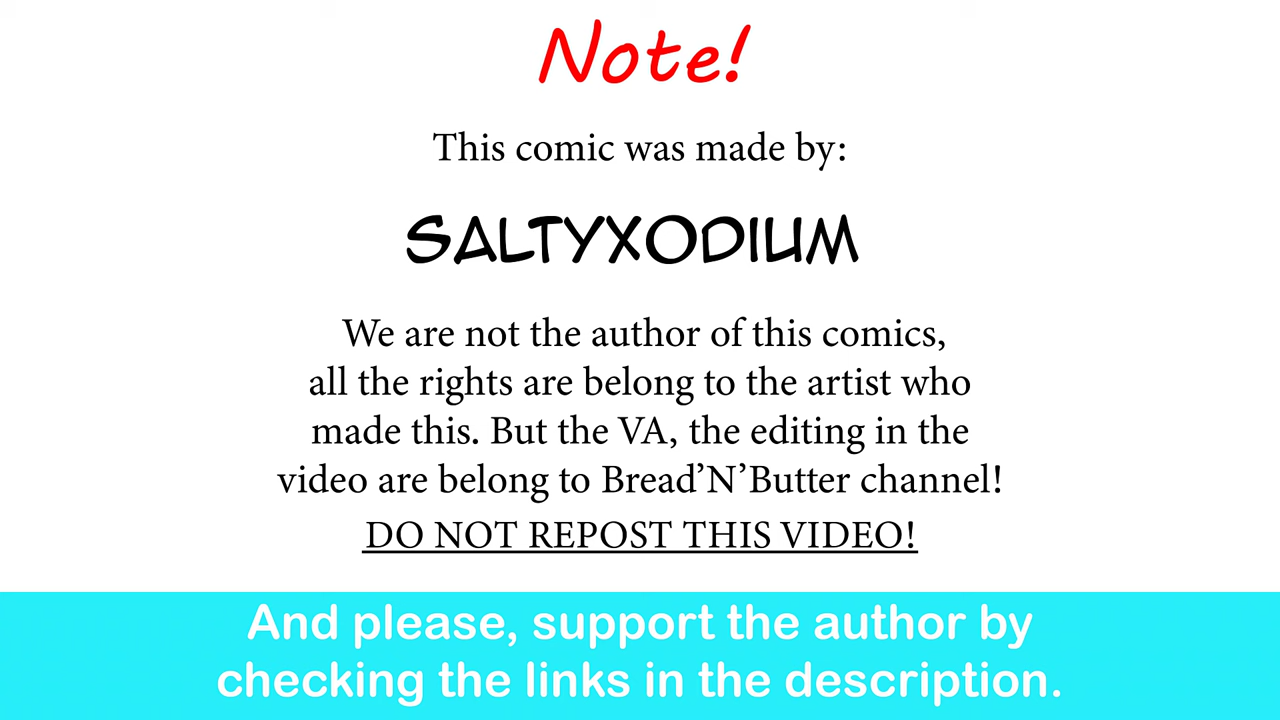 Note!
This comic was made by:
SALTYXODIUM
We are not the author of this comics,
all the rights are belong to the artist who
made this. But the VA, the editing in the
video are belong to Bread’N’Butter channel!
DO NOT REPOST THIS VIDEO!
And please, support the author by
checking the links in the description.